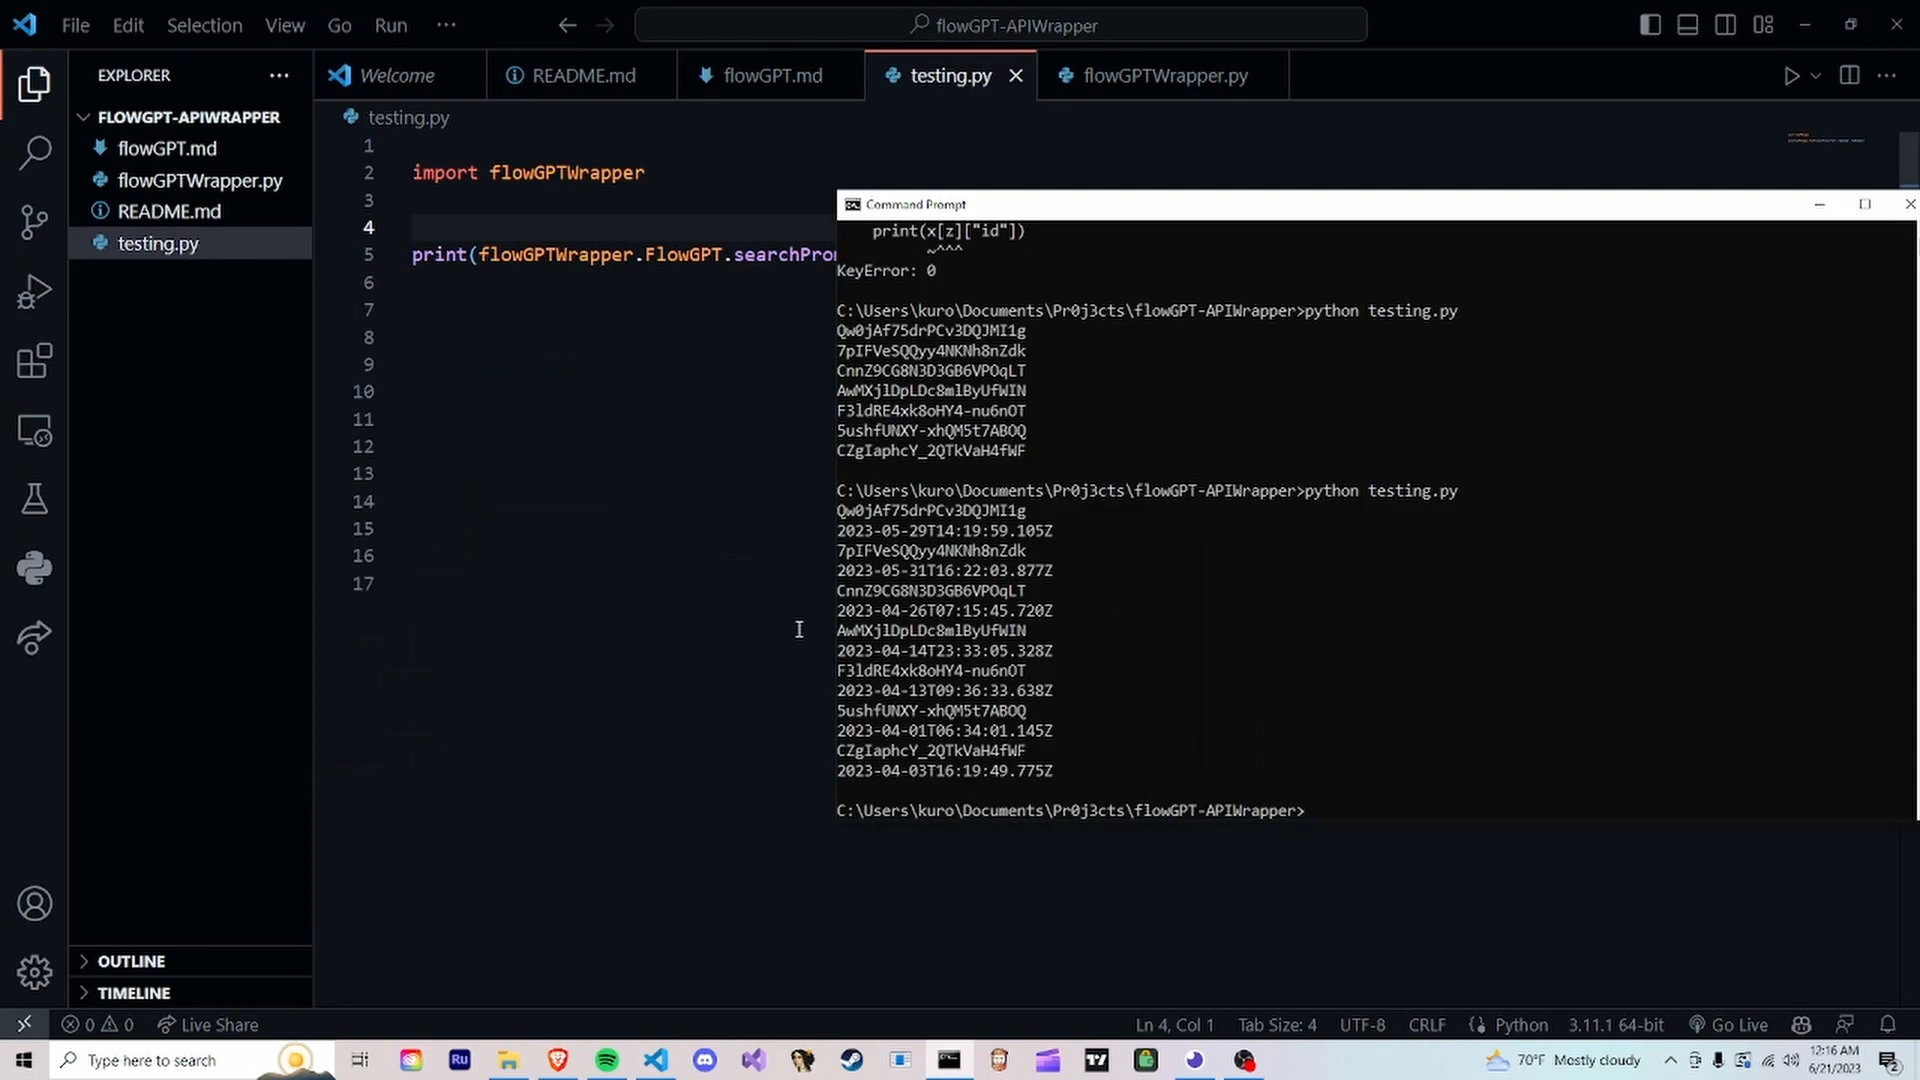 File Edit Selection View Go Run ···
flowGPT-APIWrapper
EXPLORER
Welcome
README.md
flowGPT.md
testing.py
flowGPTWrapper.py
FLOWGPT-APIWRAPPER
flowGPT.md
flowGPTWrapper.py
README.md
testing.py
testing.py
1
2 import flowGPTWrapper
3
4
5 print(flowGPTWrapper.FlowGPT.searchPro
6
7
8
9
10
11
12
13
14
15
16
17
Command Prompt
print(x[z]["id"])
~^^^
KeyError: 0
C:\Users\kuro\Documents\Pr0j3cts\flowGPT-APIWrapper>python testing.py
Qw0jAf75drPCv3DQJMI1g
7pIFVeSQQyy4NKNh8nZdk
CnnZ9CG8N3D3GB6VPOqLT
AwMXjlDpLDc8mlByUfWIN
F3ldRE4xk8oHY4-nu6nOT
5ushfUNXY-xhQM5t7ABOQ
CZgIaphcY_2QTkVaH4fWF
C:\Users\kuro\Documents\Pr0j3cts\flowGPT-APIWrapper>python testing.py
Qw0jAf75drPCv3DQJMI1g
2023-05-29T14:19:59.105Z
7pIFVeSQQyy4NKNh8nZdk
2023-05-31T16:22:03.877Z
CnnZ9CG8N3D3GB6VPOqLT
2023-04-26T07:15:45.720Z
AwMXjlDpLDc8mlByUfWIN
2023-04-14T23:33:05.328Z
F3ldRE4xk8oHY4-nu6nOT
2023-04-13T09:36:33.638Z
5ushfUNXY-xhQM5t7ABOQ
2023-04-01T06:34:01.145Z
CZgIaphcY_2QTkVaH4fWF
2023-04-03T16:19:49.775Z
C:\Users\kuro\Documents\Pr0j3cts\flowGPT-APIWrapper>
OUTLINE
TIMELINE
0 0 Live Share
Ln 4, Col 1 Tab Size: 4 UTF-8 CRLF Python 3.11.1 64-bit Go Live
Type here to search
Ru
70°F Mostly cloudy
12:16 AM
6/21/2023
2